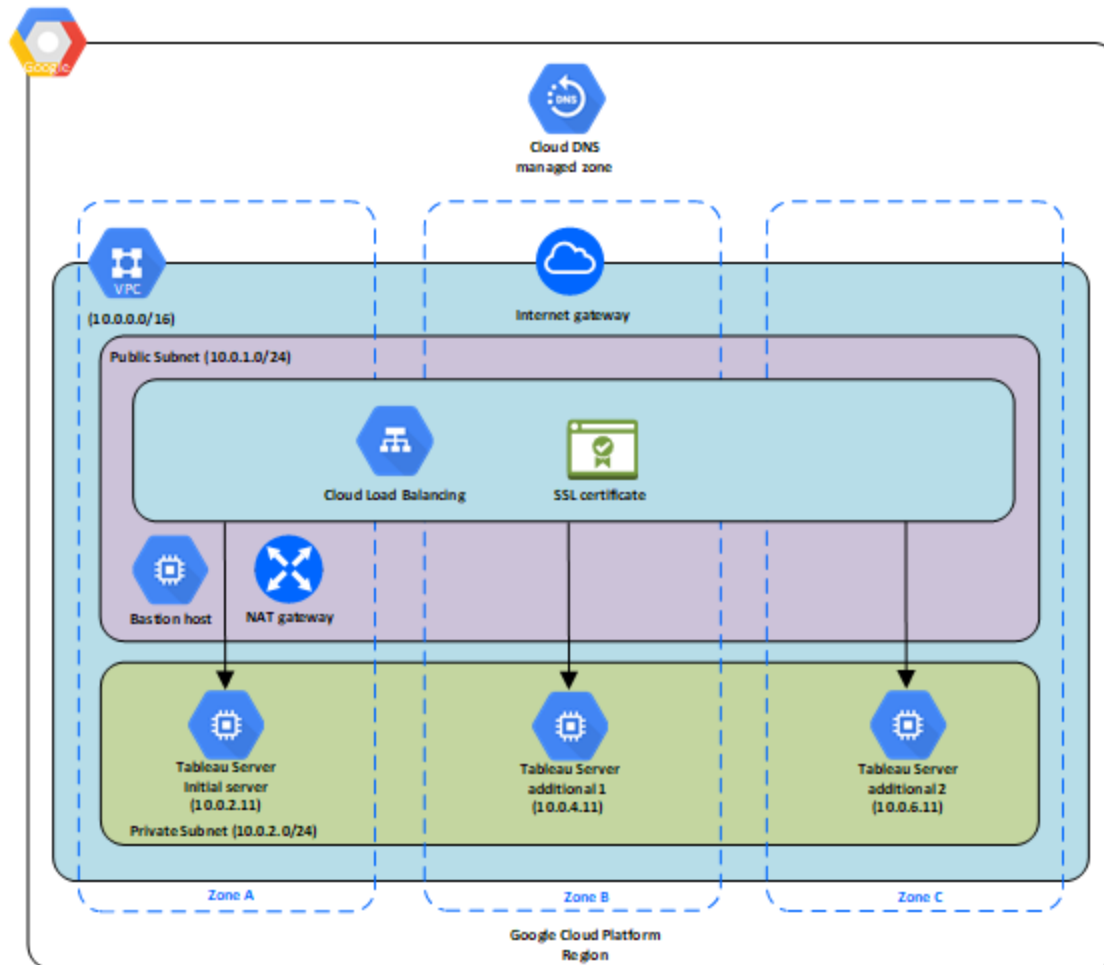 Google
DNS
Cloud DNS
managed zone
VPC
(10.0.0.0/16)
Internet gateway
Public Subnet (10.0.1.0/24)
Cloud Load Balancing
SSL certificate
Bastion host
NAT gateway
Tableau Server
Initial server
(10.0.2.11)
Tableau Server
additional 1
(10.0.4.11)
Tableau Server
additional 2
(10.0.6.11)
Private Subnet (10.0.2.0/24)
Zone A
Zone B
Zone C
Google Cloud Platform
Region